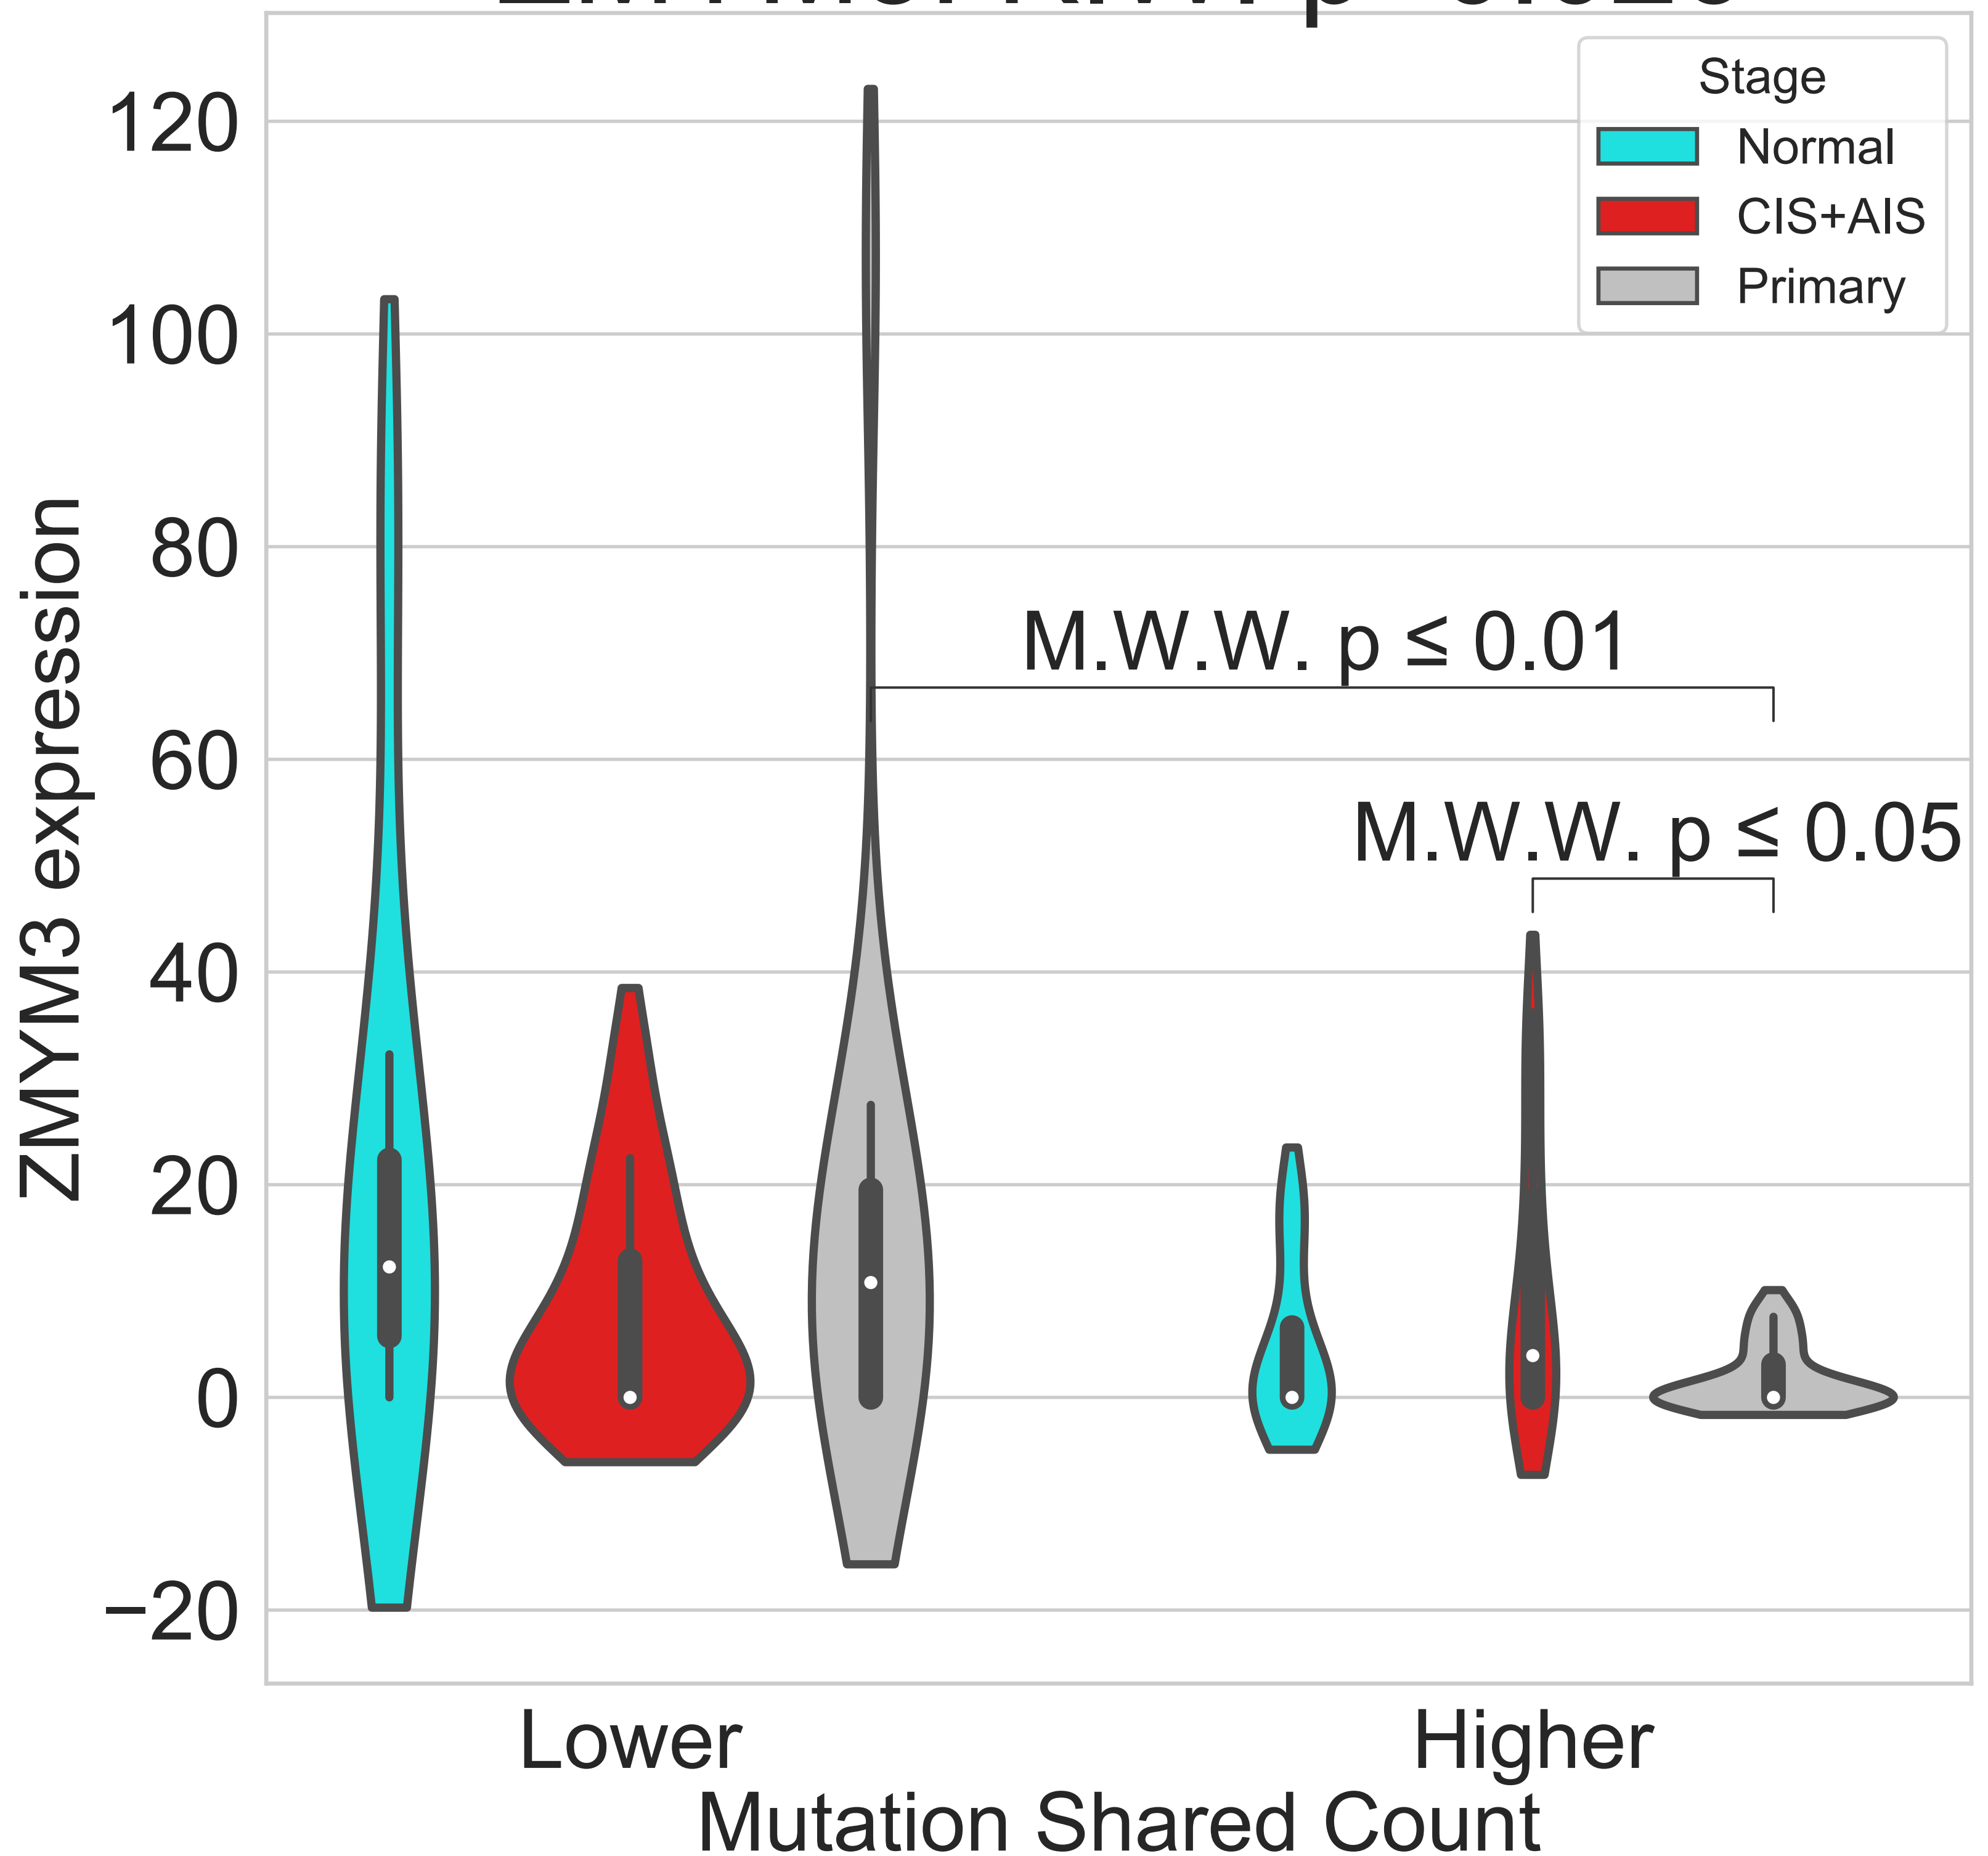 Stage
Normal
CIS+AIS
Primary
120
100
80
60
40
20
0
−20
ZMYM3 expression
M.W.W. p ≤ 0.01
M.W.W. p ≤ 0.05
Lower
Higher
Mutation Shared Count